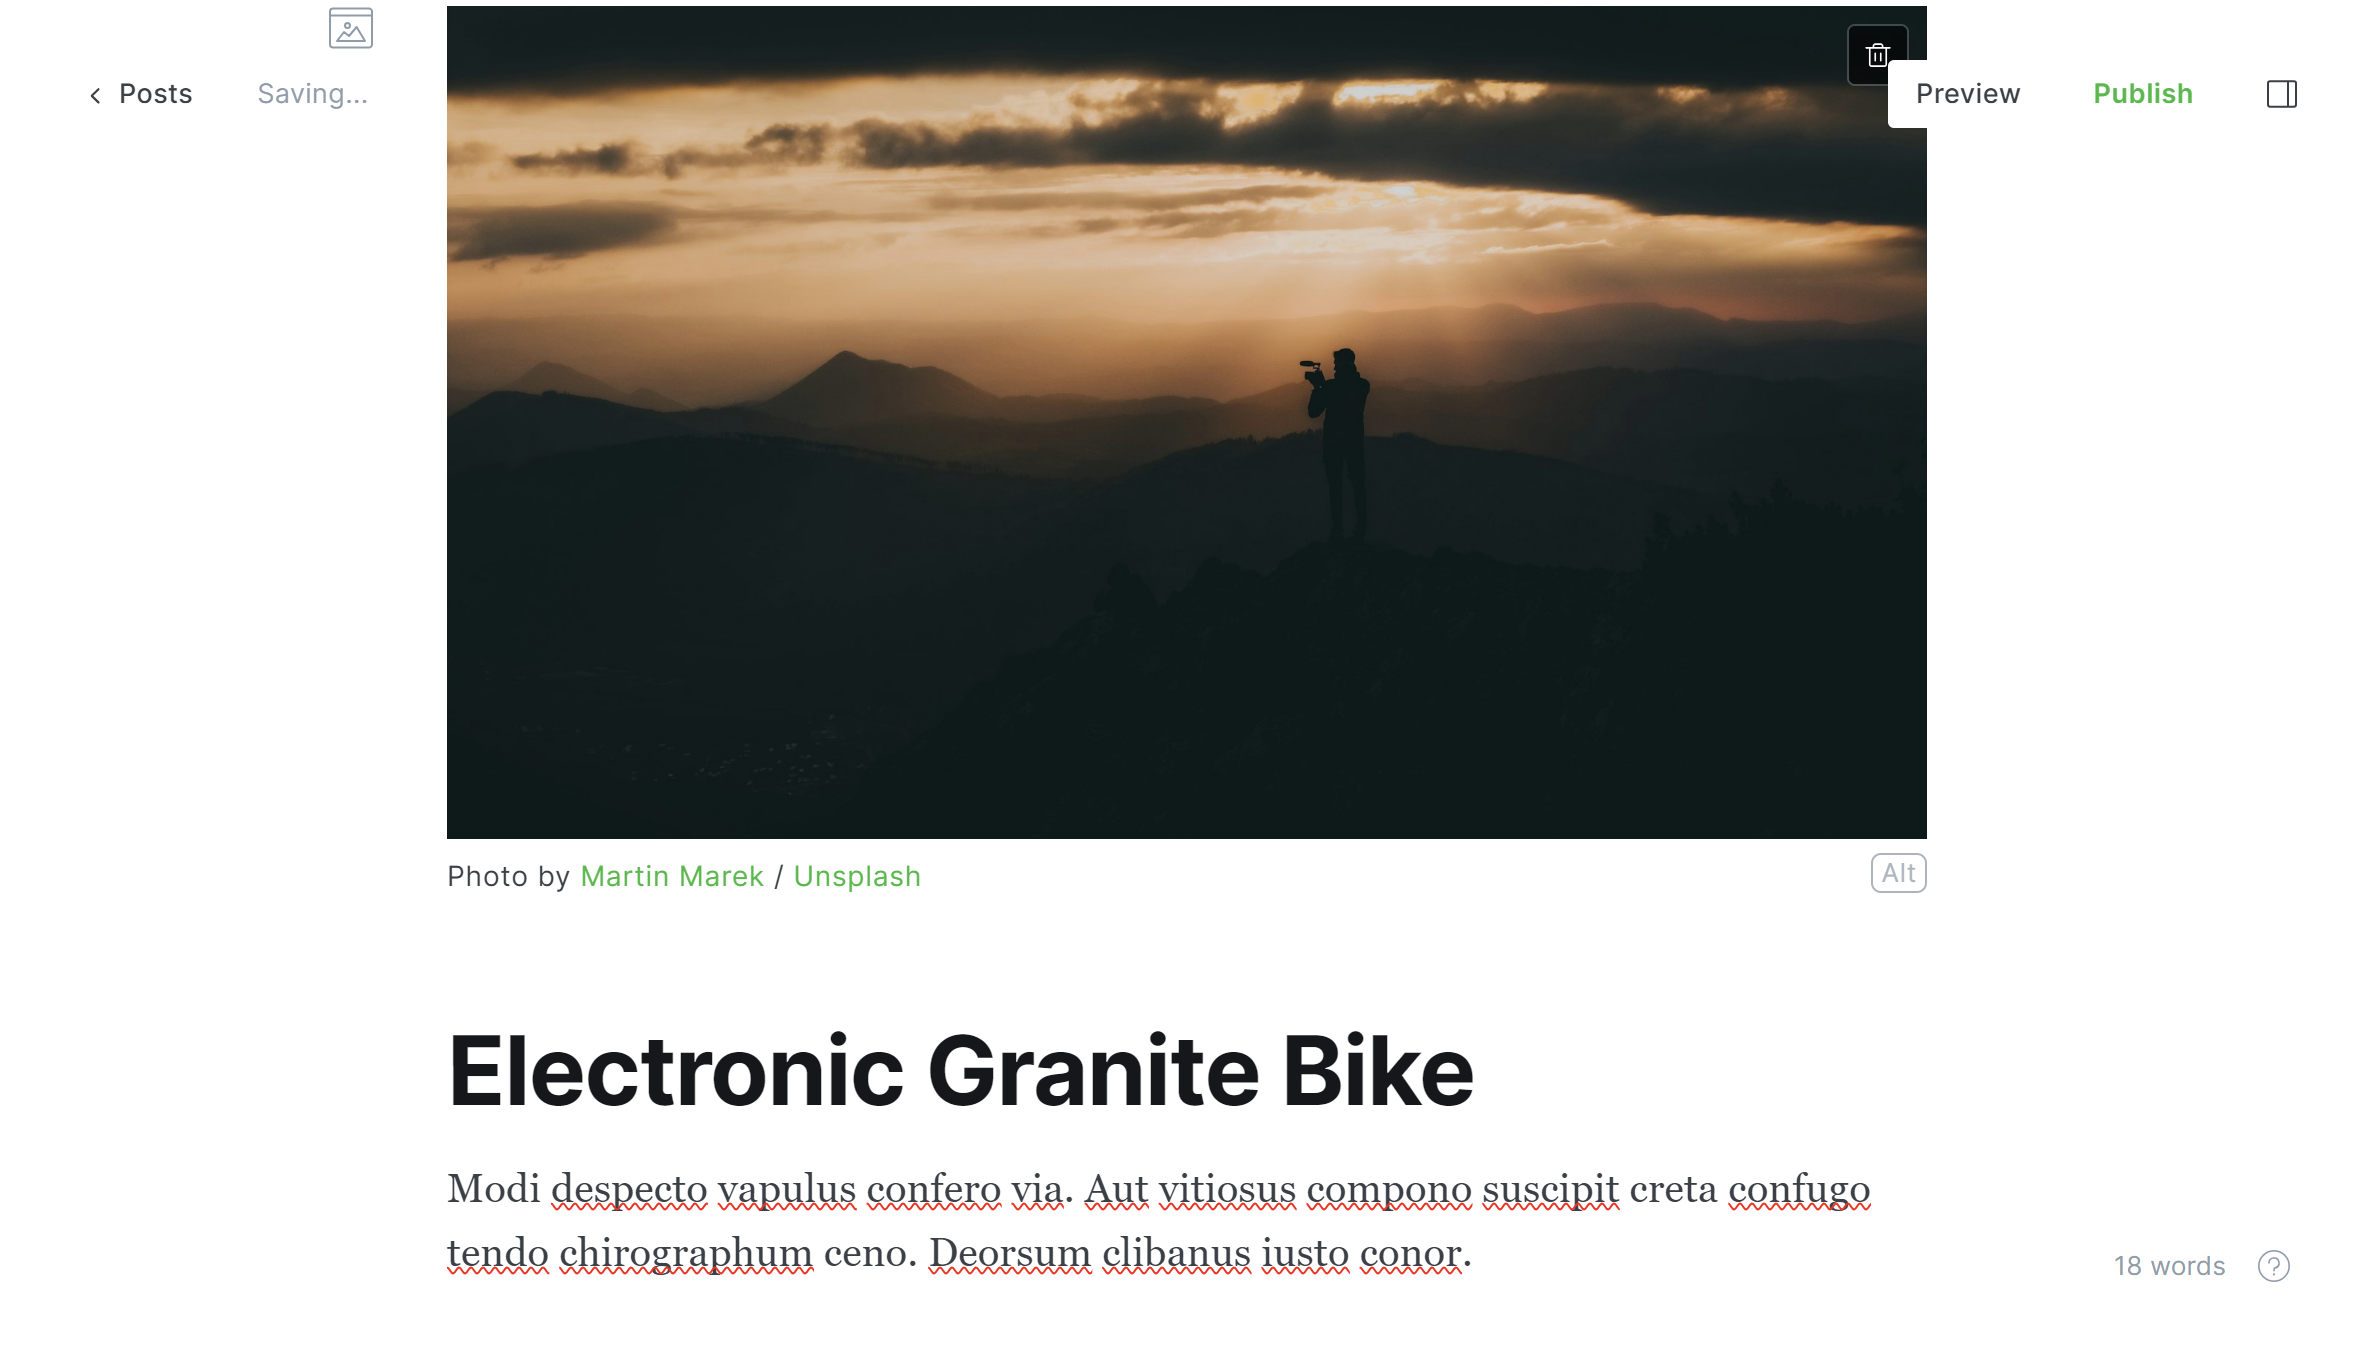 Posts
Saving...
Preview
Publish
Photo by Martin Marek / Unsplash
Alt
Electronic Granite Bike
Modi despecto vapulus confero via. Aut vitiosus compono suscipit creta confugo
tendo chirographum ceno. Deorsum clibanus iusto conor.
18 words
?